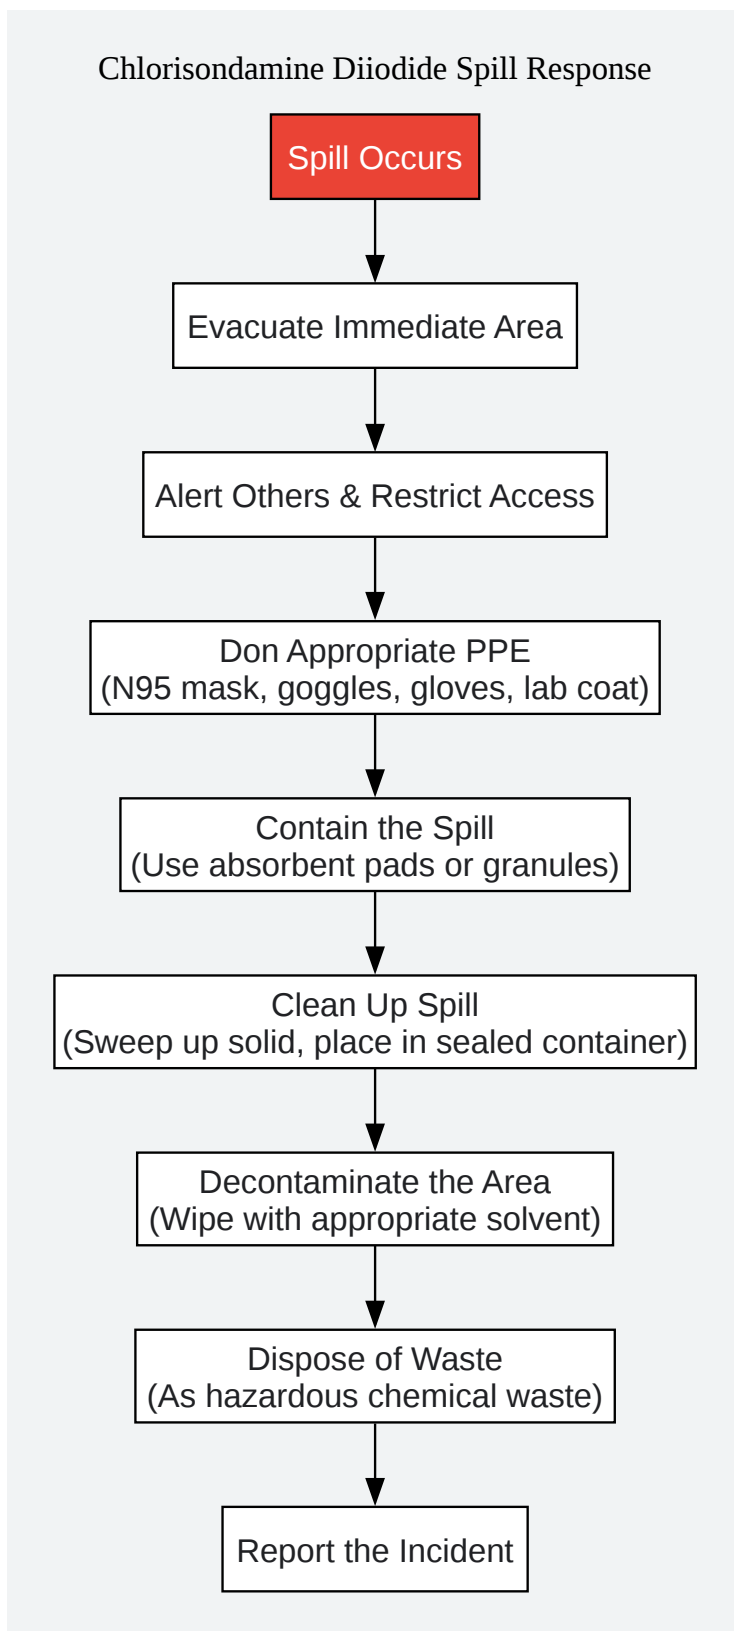 Chlorisondamine Diiodide Spill Response
Spill Occurs
Evacuate Immediate Area
Alert Others & Restrict Access
Don Appropriate PPE
(N95 mask, goggles, gloves, lab coat)
Contain the Spill
(Use absorbent pads or granules)
Clean Up Spill
(Sweep up solid, place in sealed container)
Decontaminate the Area
(Wipe with appropriate solvent)
Dispose of Waste
(As hazardous chemical waste)
Report the Incident